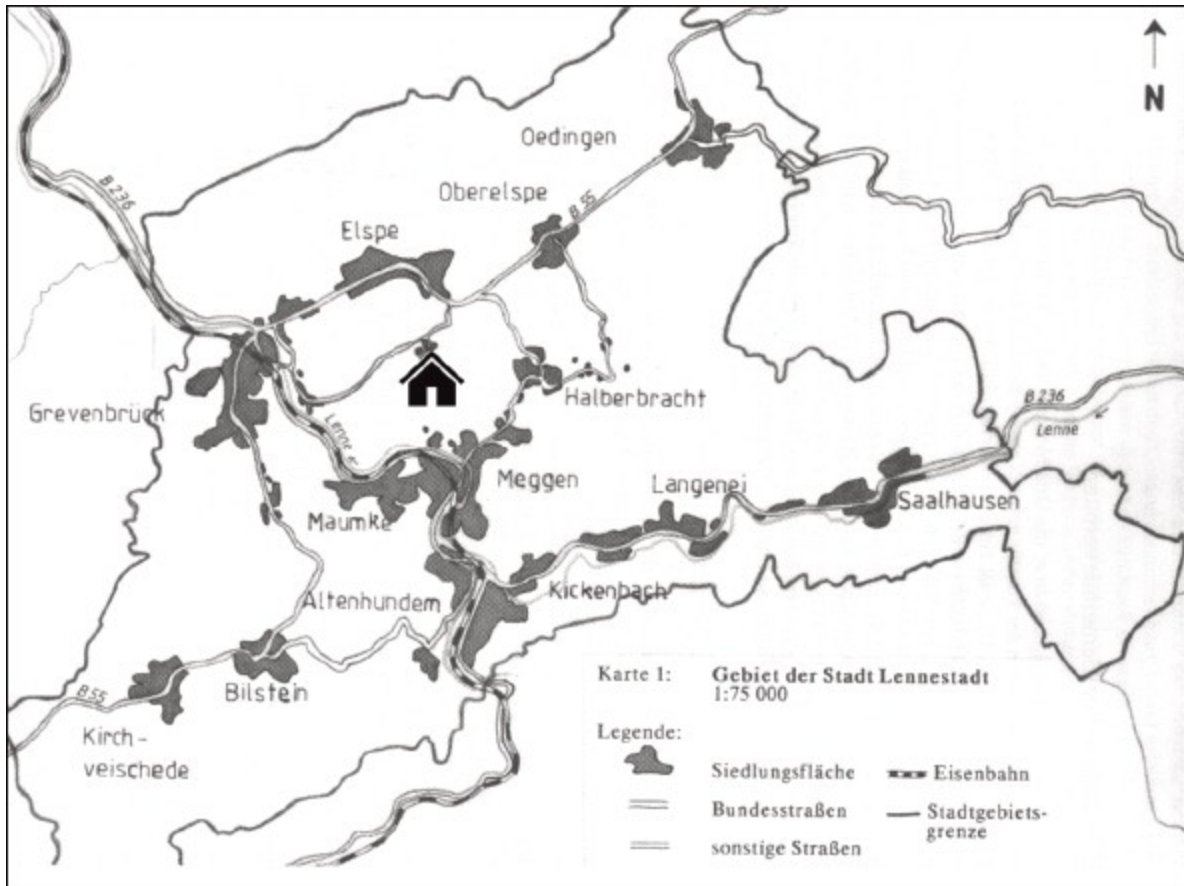 N
Oedingen
B 236
Oberelspe
B 55
Elspe
Grevenbrück
Halberbracht
B 236
Lenne
Lenne
Meggen
Langenei
Saalhausen
Maumke
Kickenbach
Altenhundem
Bilstein
B 55
Kirch-
veischede
Karte 1: Gebiet der Stadt Lennestadt
1:75 000
Legende:
Siedlungsfläche
Eisenbahn
Bundesstraßen
Stadtgebiets-
grenze
sonstige Straßen